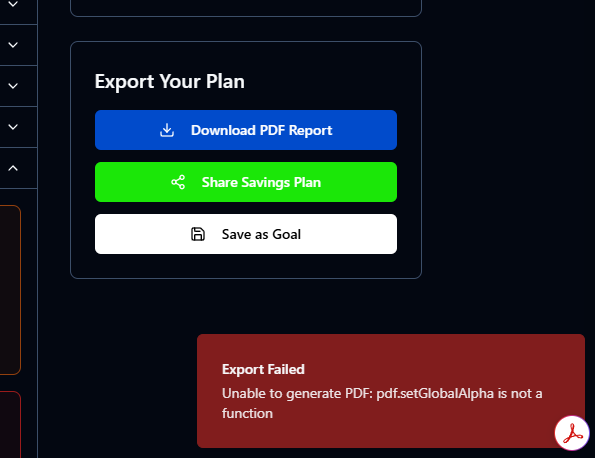 Export Your Plan
Download PDF Report
Share Savings Plan
Save as Goal
Export Failed
Unable to generate PDF: pdf.setGlobalAlpha is not a
function